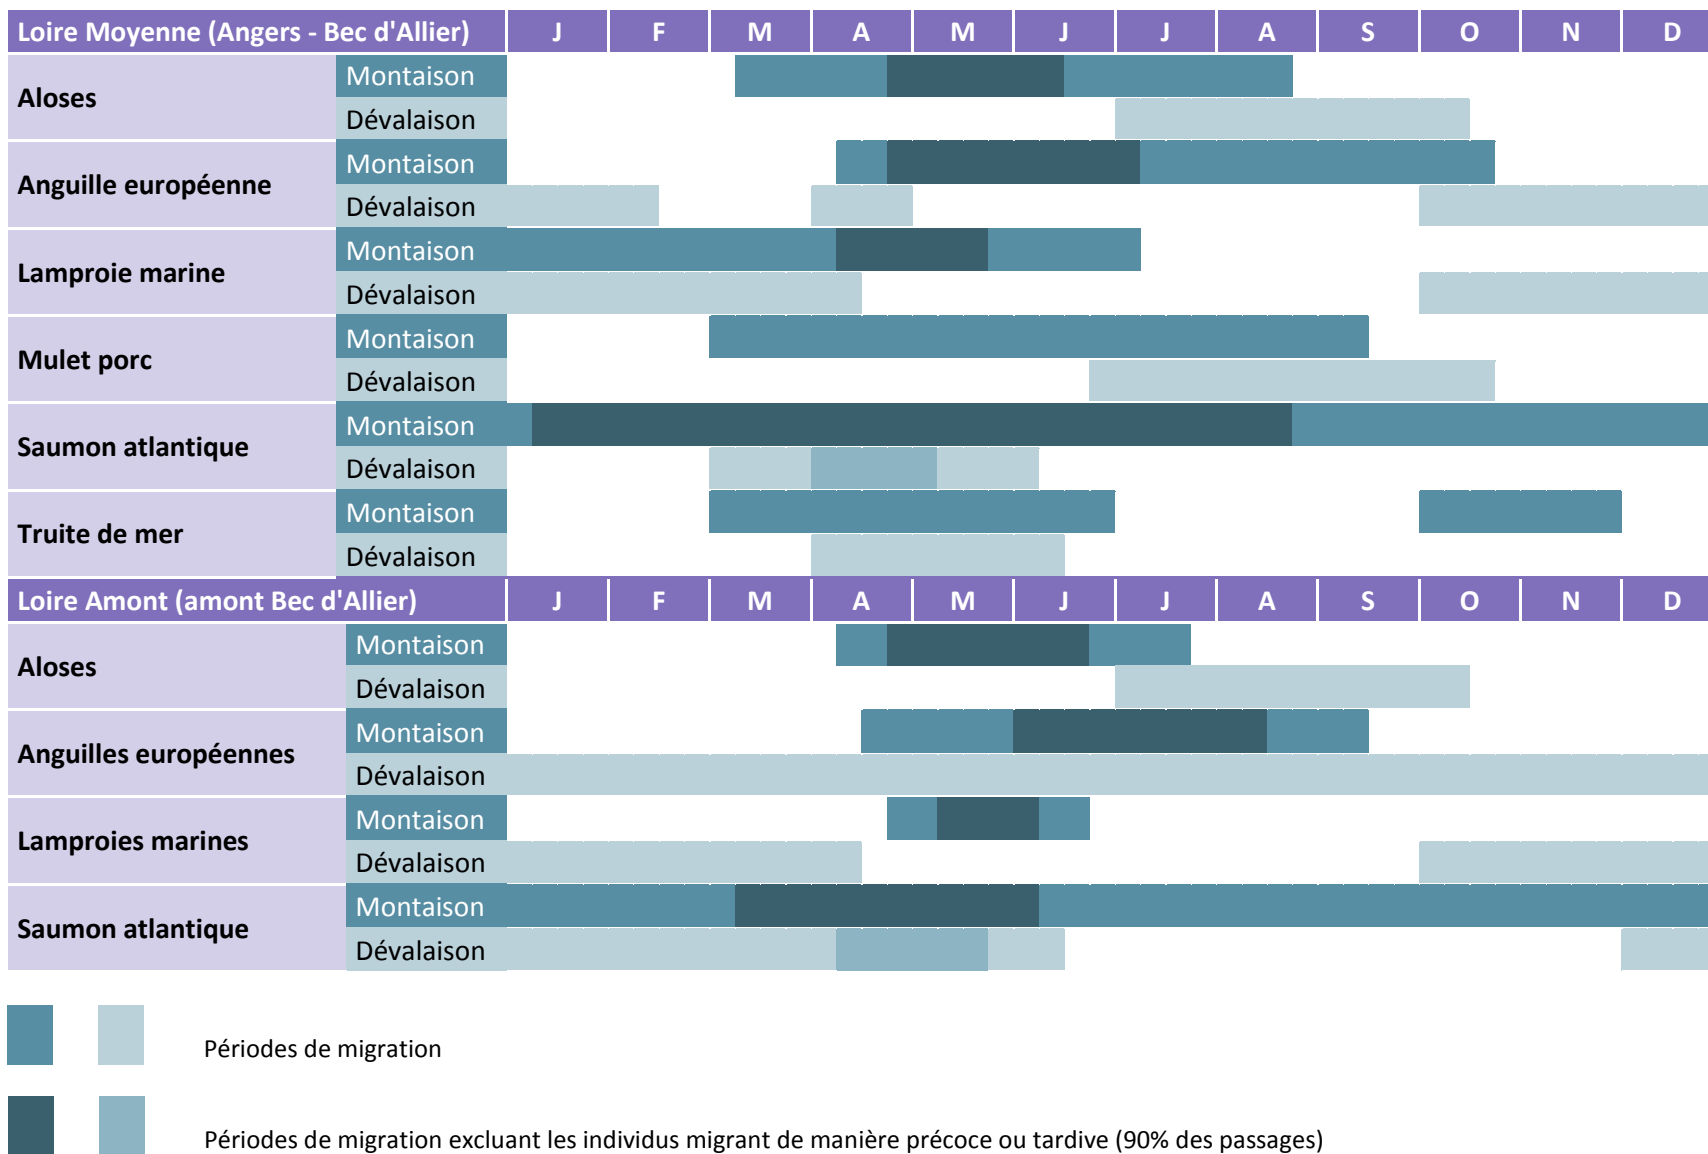 Loire Moyenne (Angers - Bec d'Allier) J F M A M J J A S O N D
Aloses
Montaison
Dévalaison
Anguille européenne
Montaison
Dévalaison
Lamproie marine
Montaison
Dévalaison
Mulet porc
Montaison
Dévalaison
Saumon atlantique
Montaison
Dévalaison
Truite de mer
Montaison
Dévalaison
Loire Amont (amont Bec d'Allier) J F M A M J J A S O N D
Aloses
Montaison
Dévalaison
Anguilles européennes
Montaison
Dévalaison
Lamproies marines
Montaison
Dévalaison
Saumon atlantique
Montaison
Dévalaison
Périodes de migration
Périodes de migration excluant les individus migrant de manière précoce ou tardive (90% des passages)